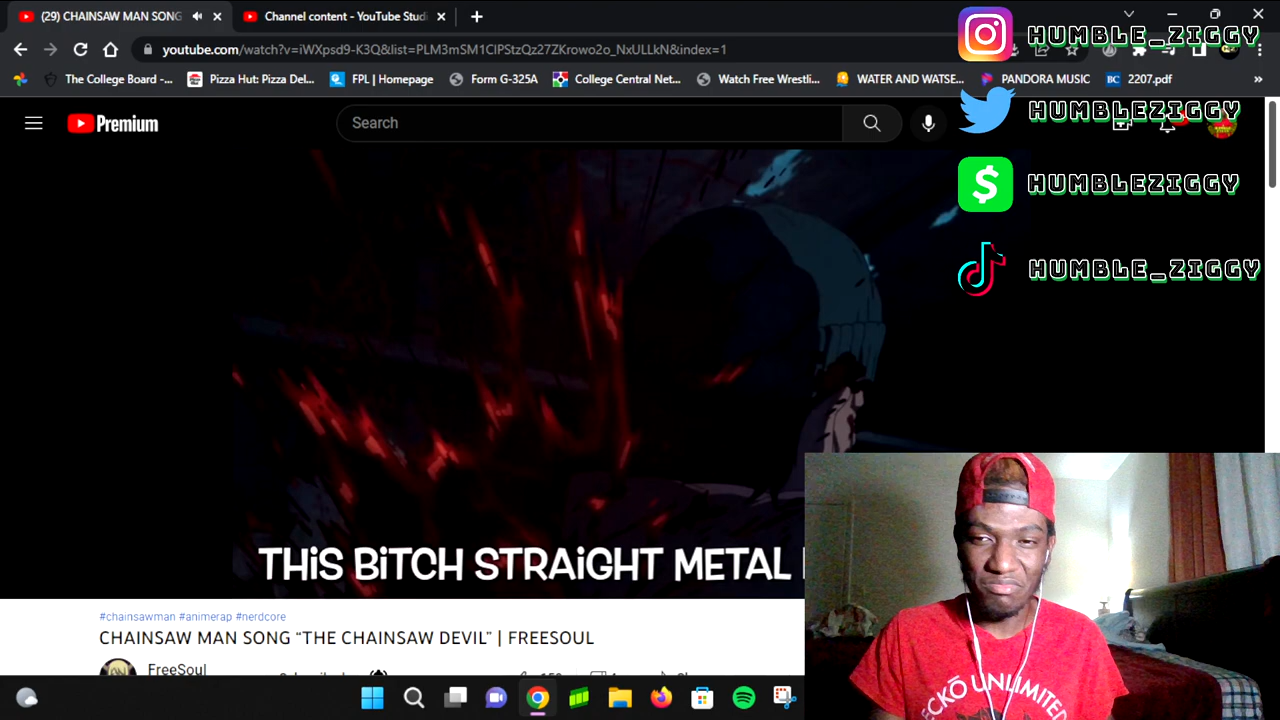 (29) CHAINSAW MAN SONG
Channel content - YouTube Stud
HUMBLE_ZIGGY
youtube.com/watch?v=iWXpsd9-K3Q&list=PLM3mSM1ClPStzQz27ZKrowo2o_NxULLkN&index=1
The College Board -...
Pizza Hut: Pizza Del...
FPL | Homepage
Form G-325A
College Central Net...
Watch Free Wrestli...
WATER AND WATSE...
PANDORA MUSIC
BC 2207.pdf
HUMBLEZIGGY
Premium
Search
HUMBLEZIGGY
HUMBLE_ZIGGY
THiS BiTCH STRAiGHT METAL
#chainsawman #animerap #nerdcore
CHAINSAW MAN SONG “THE CHAINSAW DEVIL” | FREESOUL
FreeSoul
ECKŌ UNLIMITED